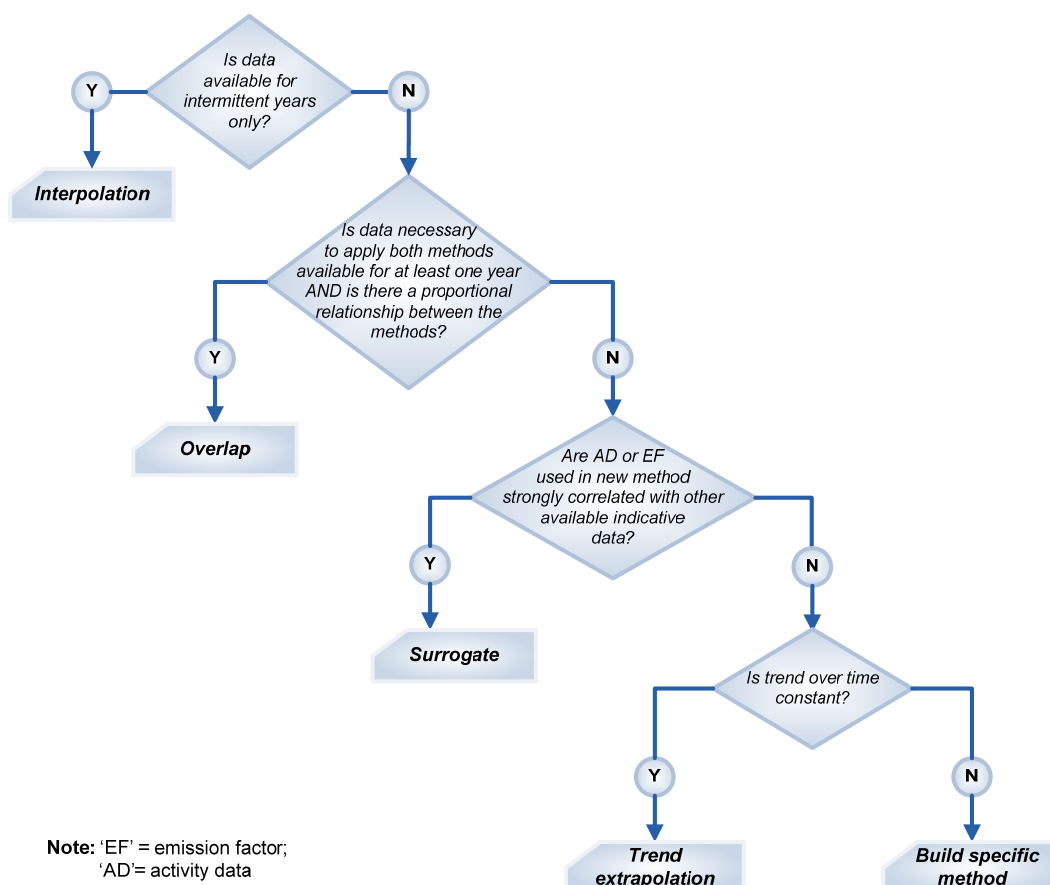 Is data
available for
intermittent years
only?
Y
N
Interpolation
Is data necessary
to apply both methods
available for at least one year
AND is there a proportional
relationship between the
methods?
Y
N
Overlap
Are AD or EF
used in new method
strongly correlated with other
available indicative
data?
Y
N
Surrogate
Is trend over time
constant?
Y
N
Trend
extrapolation
Build specific
method
Note: ‘EF’ = emission factor;
‘AD’= activity data